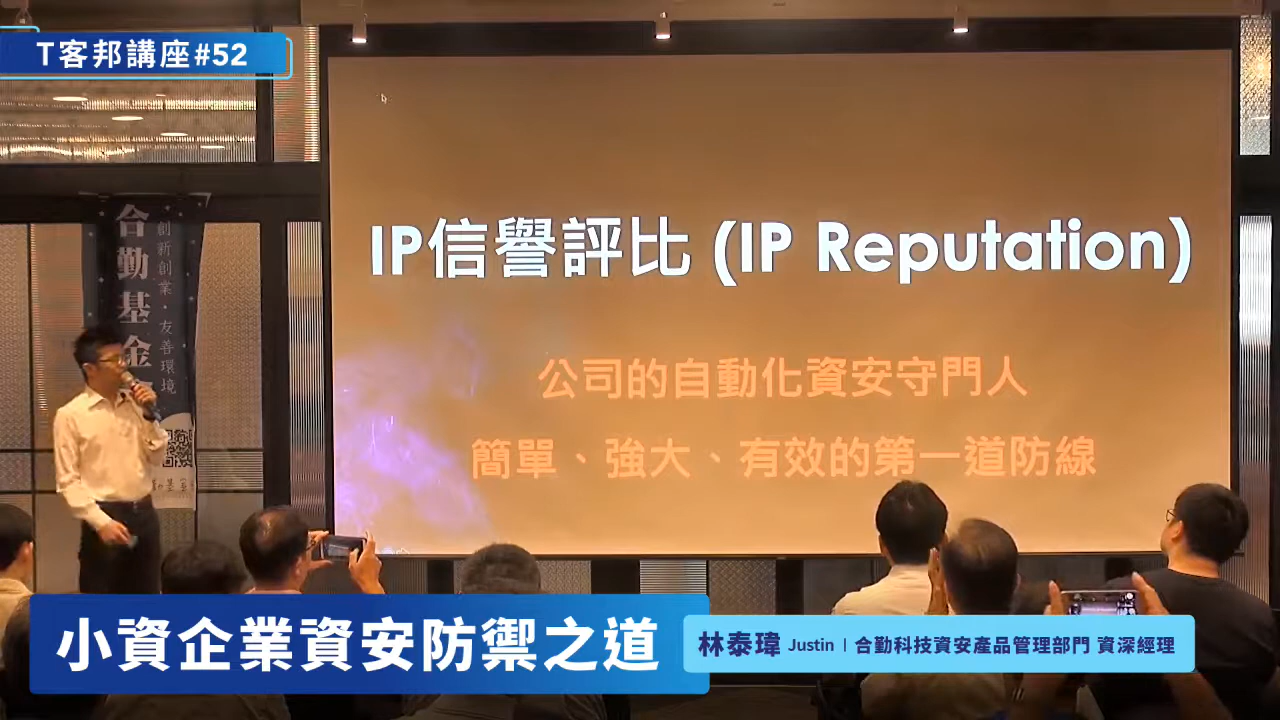 T客邦講座#52
合勤基金
創新創業・友善環境
IP信譽評比 (IP Reputation)
公司的自動化資安守門人
簡單、強大、有效的第一道防線
小資企業資安防禦之道
林泰瑋 Justin | 合勤科技資安產品管理部門 資深經理